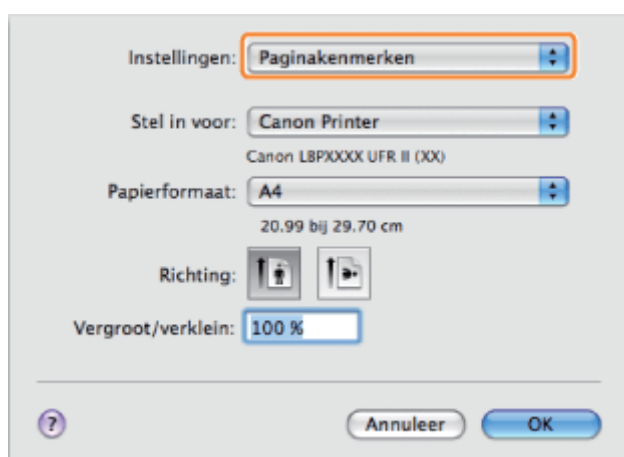 Instellingen: Paginakenmerken
Stel in voor: Canon Printer
Canon LBPXXXX UFR II (XX)
Papierformaat: A4
20.99 bij 29.70 cm
Richting:
Vergroot/verklein: 100 %
? Annuleer OK